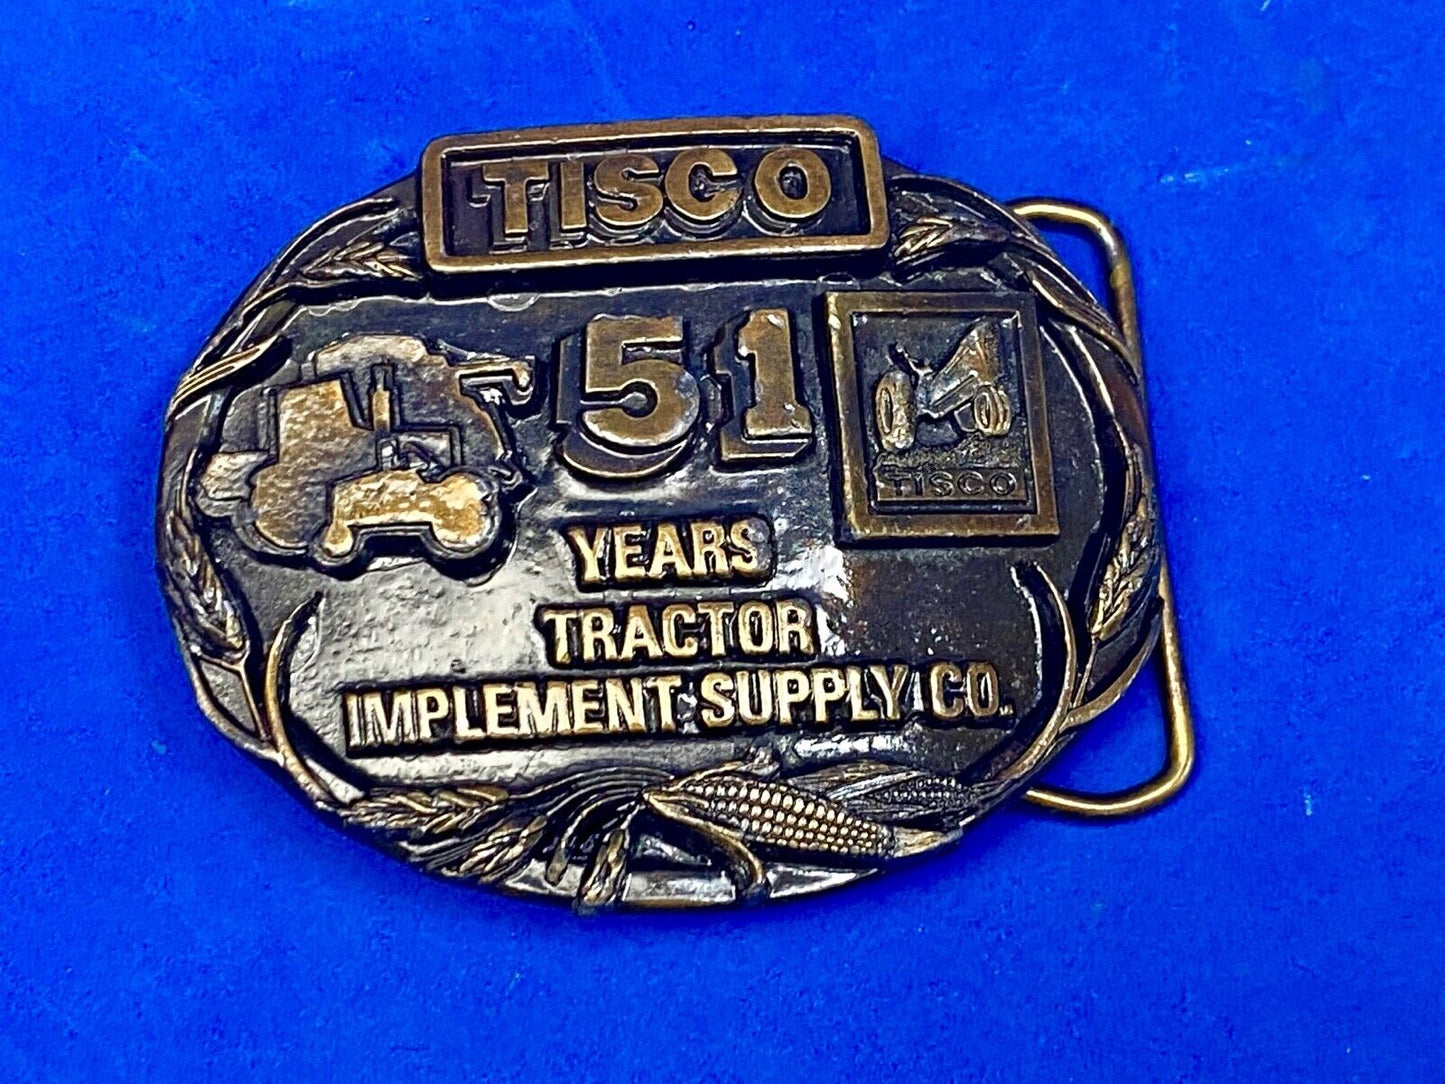 TISCO
51
TISCO
YEARS
TRACTOR
IMPLEMENT SUPPLY CO.